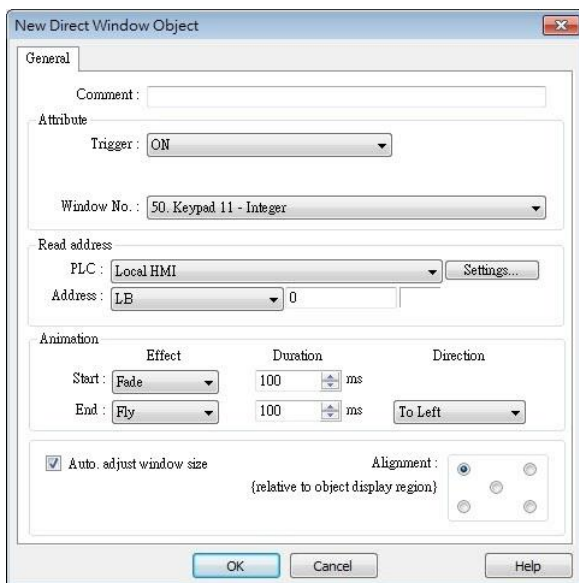 New Direct Window Object
General
Comment :
Attribute
Trigger : ON
Window No. : 50. Keypad 11 - Integer
Read address
PLC : Local HMI Settings...
Address : LB 0
Animation
Effect Duration Direction
Start : Fade 100 ms
End : Fly 100 ms To Left
Auto. adjust window size Alignment :
{relative to object display region}
OK Cancel Help